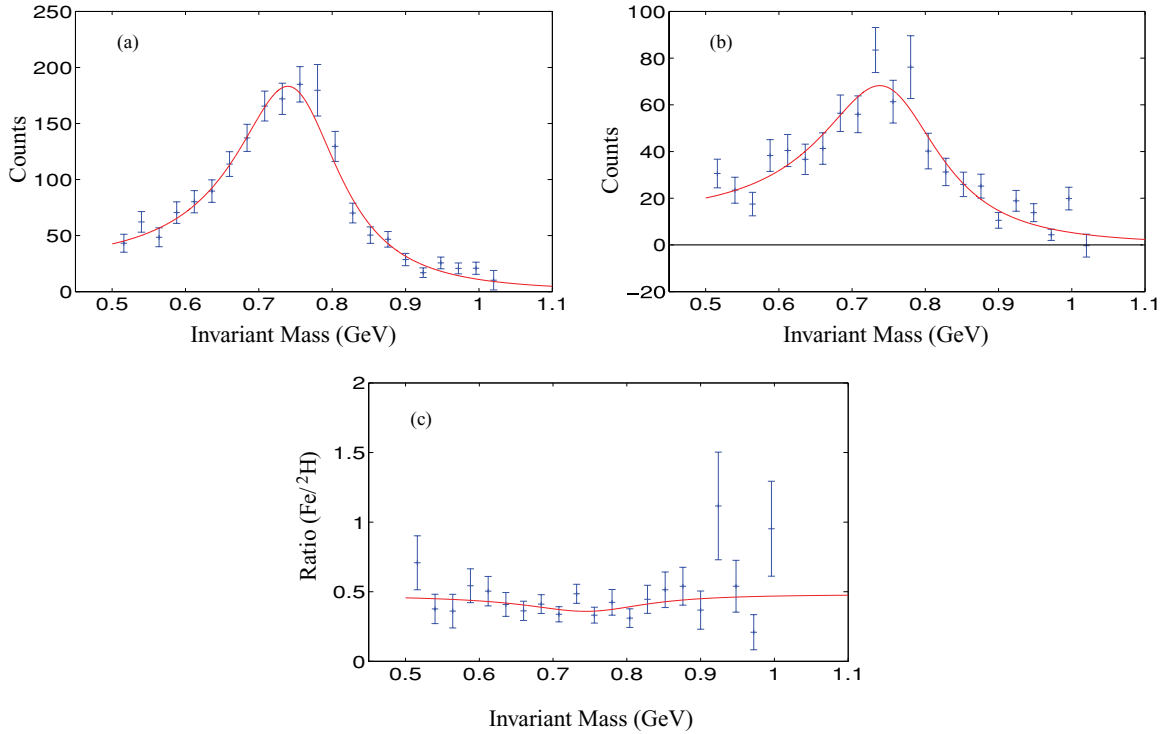 250
200
150
100
50
0
(a)
Counts
0.5 0.6 0.7 0.8 0.9 1 1.1
Invariant Mass (GeV)
100
80
60
40
20
0
−20
(b)
Counts
0.5 0.6 0.7 0.8 0.9 1 1.1
Invariant Mass (GeV)
2
1.5
1
0.5
0
(c)
Ratio (Fe/ ²H)
0.5 0.6 0.7 0.8 0.9 1 1.1
Invariant Mass (GeV)